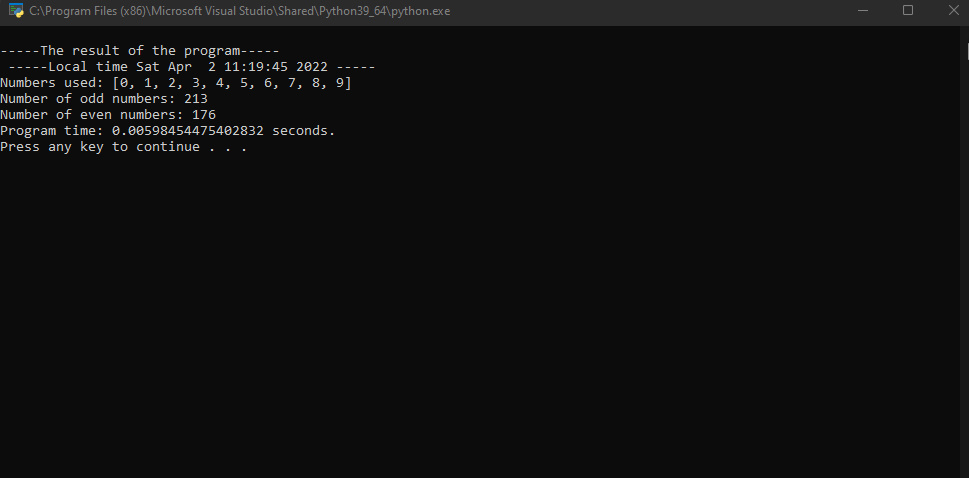 C:\Program Files (x86)\Microsoft Visual Studio\Shared\Python39_64\python.exe
-----The result of the program-----
 -----Local time Sat Apr  2 11:19:45 2022 -----
Numbers used: [0, 1, 2, 3, 4, 5, 6, 7, 8, 9]
Number of odd numbers: 213
Number of even numbers: 176
Program time: 0.00598454475402832 seconds.
Press any key to continue . . .